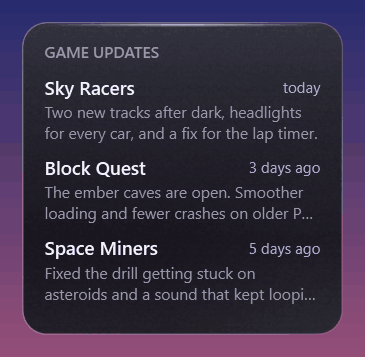 GAME UPDATES
Sky Racers today
Two new tracks after dark, headlights
for every car, and a fix for the lap timer.
Block Quest 3 days ago
The ember caves are open. Smoother
loading and fewer crashes on older P...
Space Miners 5 days ago
Fixed the drill getting stuck on
asteroids and a sound that kept loopi...